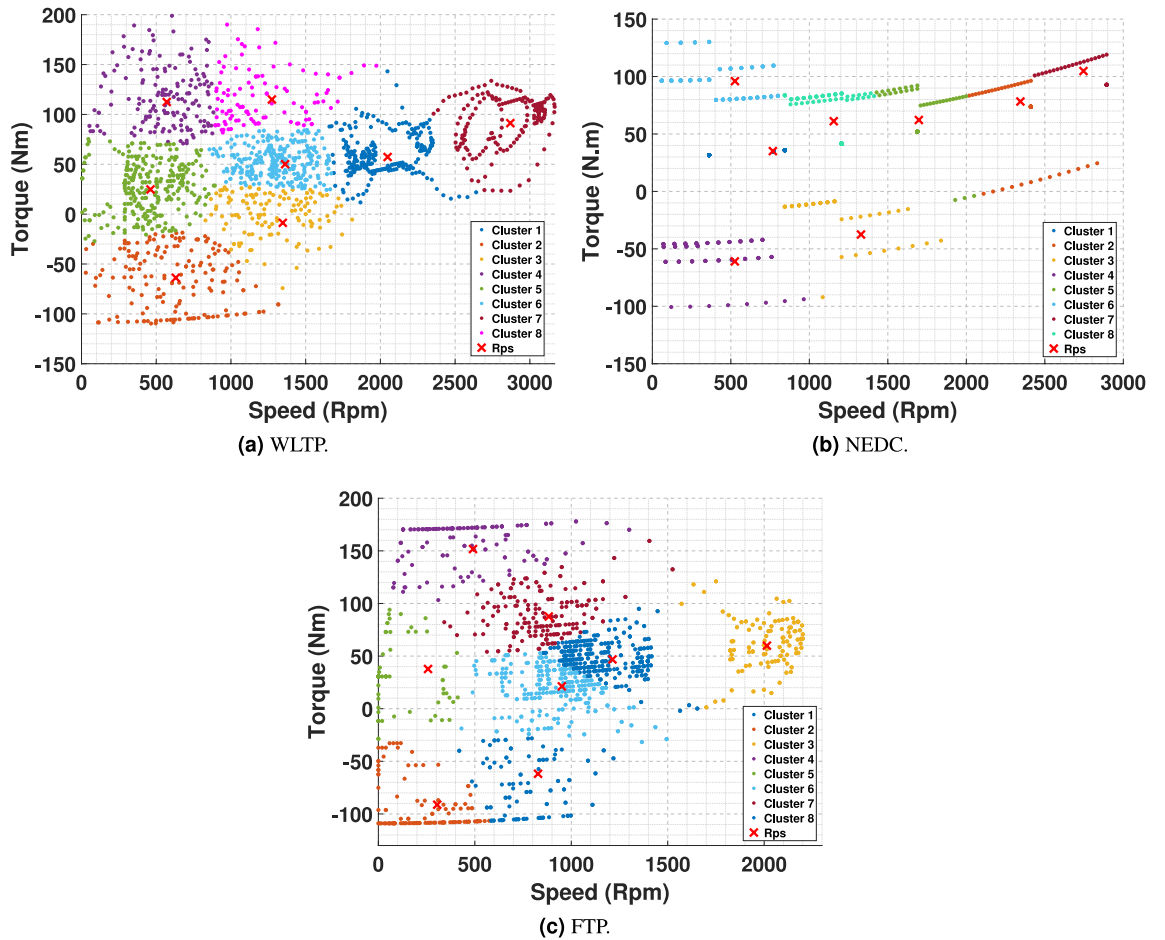 200
150
100
50
0
-50
-100
-150
Torque (Nm)
0 500 1000 1500 2000 2500 3000
Speed (Rpm)
Cluster 1
Cluster 2
Cluster 3
Cluster 4
Cluster 5
Cluster 6
Cluster 7
Cluster 8
Rps
(a) WLTP.
150
100
50
0
-50
-100
-150
Torque (N.m)
0 500 1000 1500 2000 2500 3000
Speed (Rpm)
Cluster 1
Cluster 2
Cluster 3
Cluster 4
Cluster 5
Cluster 6
Cluster 7
Cluster 8
Rps
(b) NEDC.
200
150
100
50
0
-50
-100
Torque (Nm)
0 500 1000 1500 2000
Speed (Rpm)
Cluster 1
Cluster 2
Cluster 3
Cluster 4
Cluster 5
Cluster 6
Cluster 7
Cluster 8
Rps
(c) FTP.